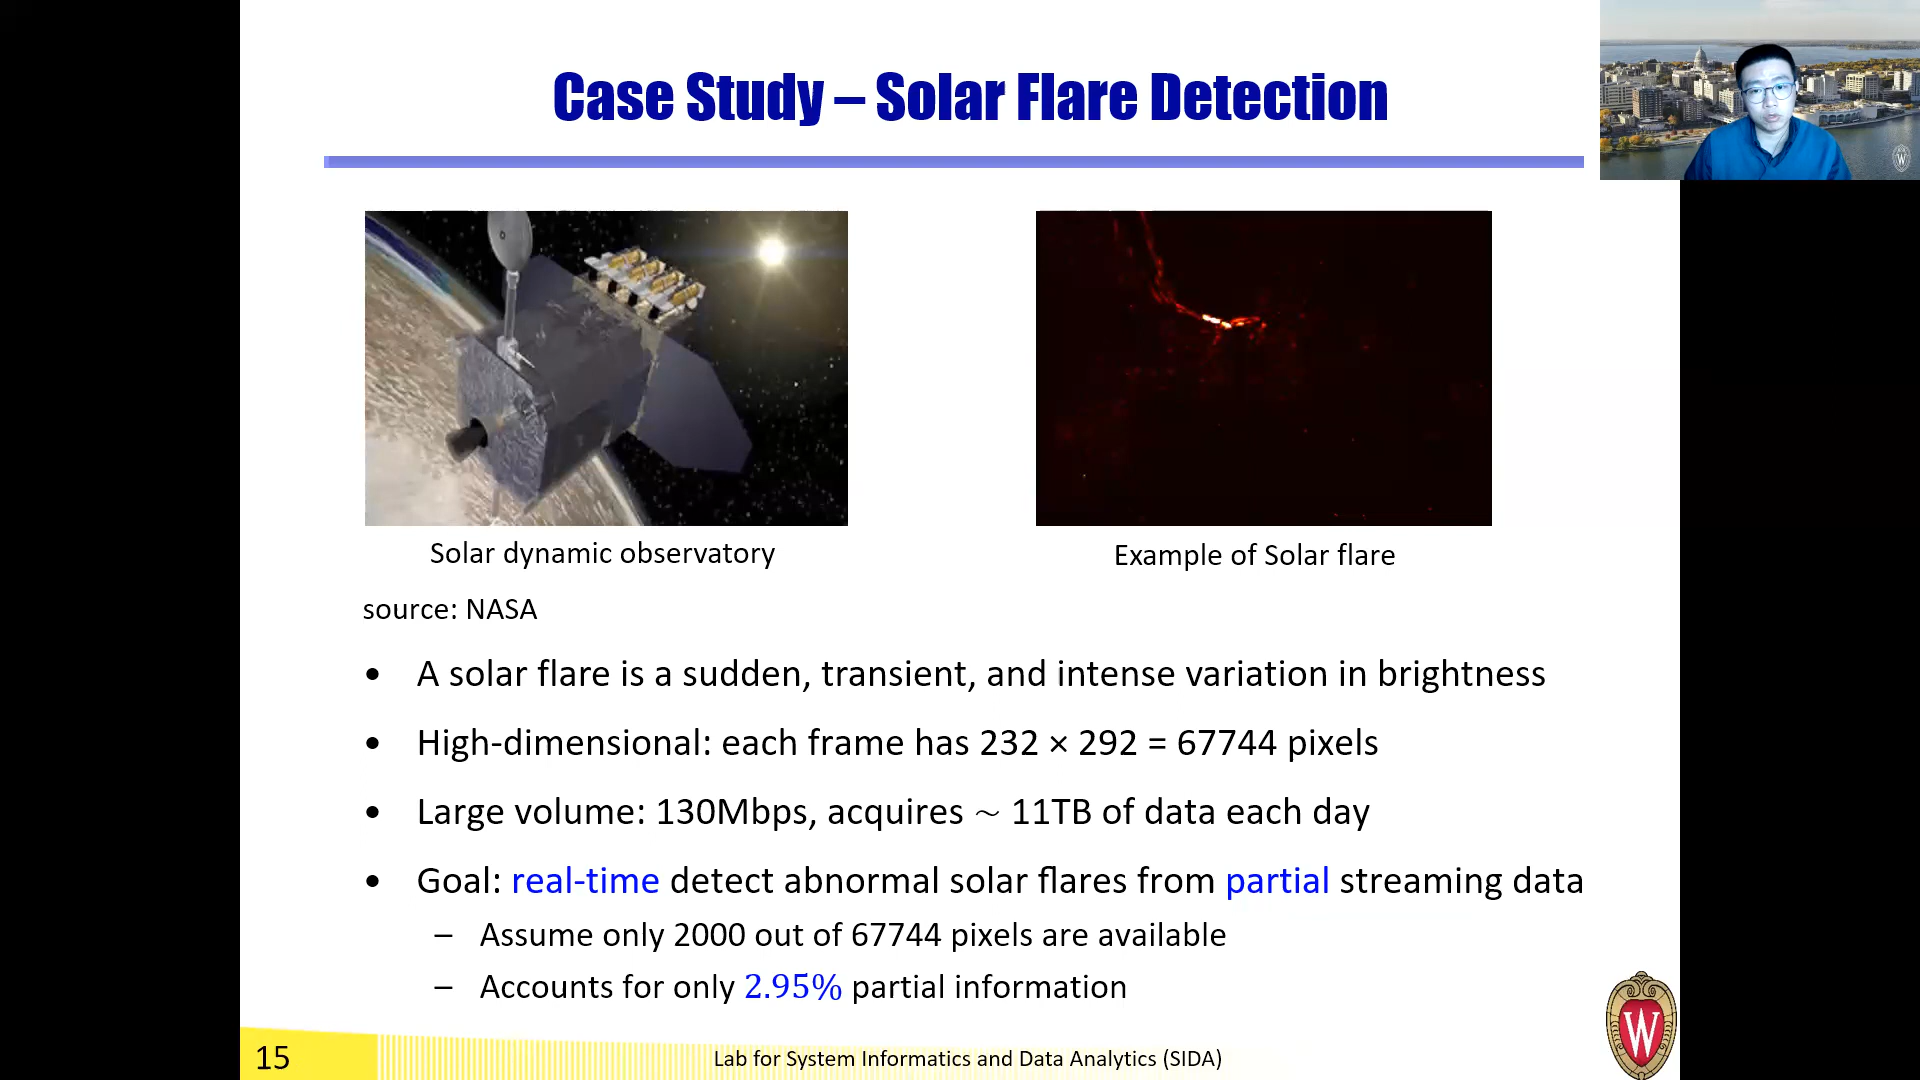 Case Study – Solar Flare Detection
Solar dynamic observatory
Example of Solar flare
source: NASA
• A solar flare is a sudden, transient, and intense variation in brightness
• High-dimensional: each frame has 232 × 292 = 67744 pixels
• Large volume: 130Mbps, acquires ∼ 11TB of data each day
• Goal: real-time detect abnormal solar flares from partial streaming data
– Assume only 2000 out of 67744 pixels are available
– Accounts for only 2.95% partial information
15
Lab for System Informatics and Data Analytics (SIDA)
W
W